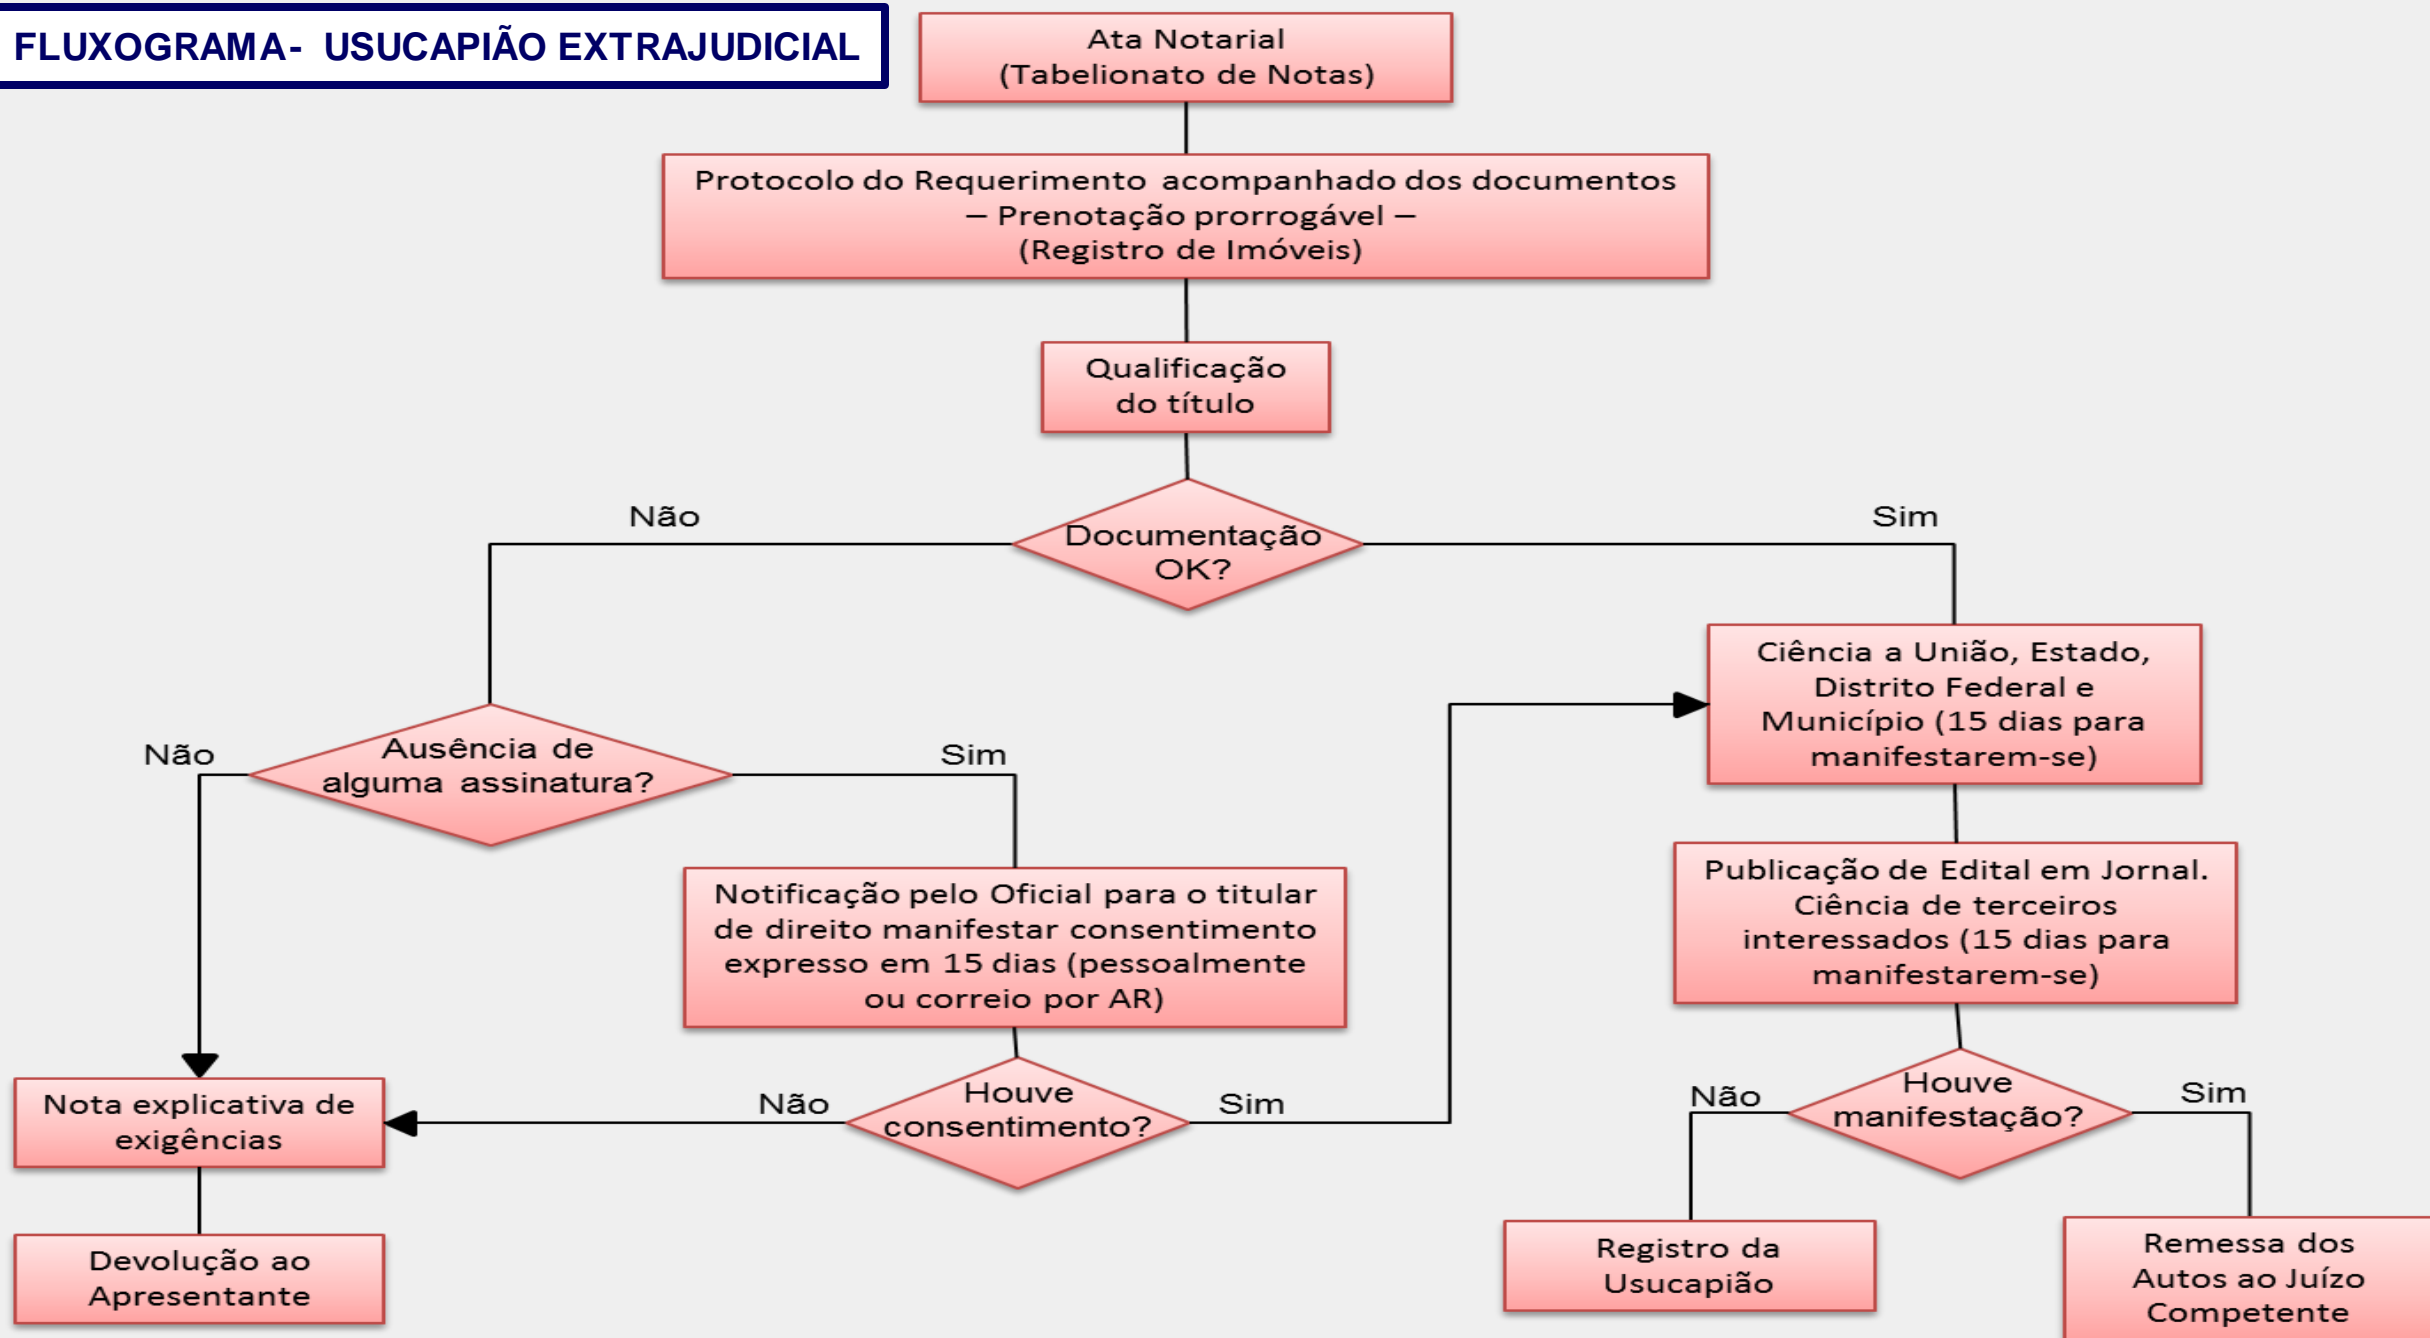 FLUXOGRAMA- USUCAPIÃO EXTRAJUDICIAL
Ata Notarial
(Tabelionato de Notas)
Protocolo do Requerimento acompanhado dos documentos
– Prenotação prorrogável –
(Registro de Imóveis)
Qualificação
do título
Documentação
OK?
Não
Sim
Ciência a União, Estado,
Distrito Federal e
Município (15 dias para
manifestarem-se)
Ausência de
alguma assinatura?
Não
Sim
Notificação pelo Oficial para o titular
de direito manifestar consentimento
expresso em 15 dias (pessoalmente
ou correio por AR)
Publicação de Edital em Jornal.
Ciência de terceiros
interessados (15 dias para
manifestarem-se)
Nota explicativa de
exigências
Não
Houve
consentimento?
Sim
Não
Houve
manifestação?
Sim
Devolução ao
Apresentante
Registro da
Usucapião
Remessa dos
Autos ao Juízo
Competente